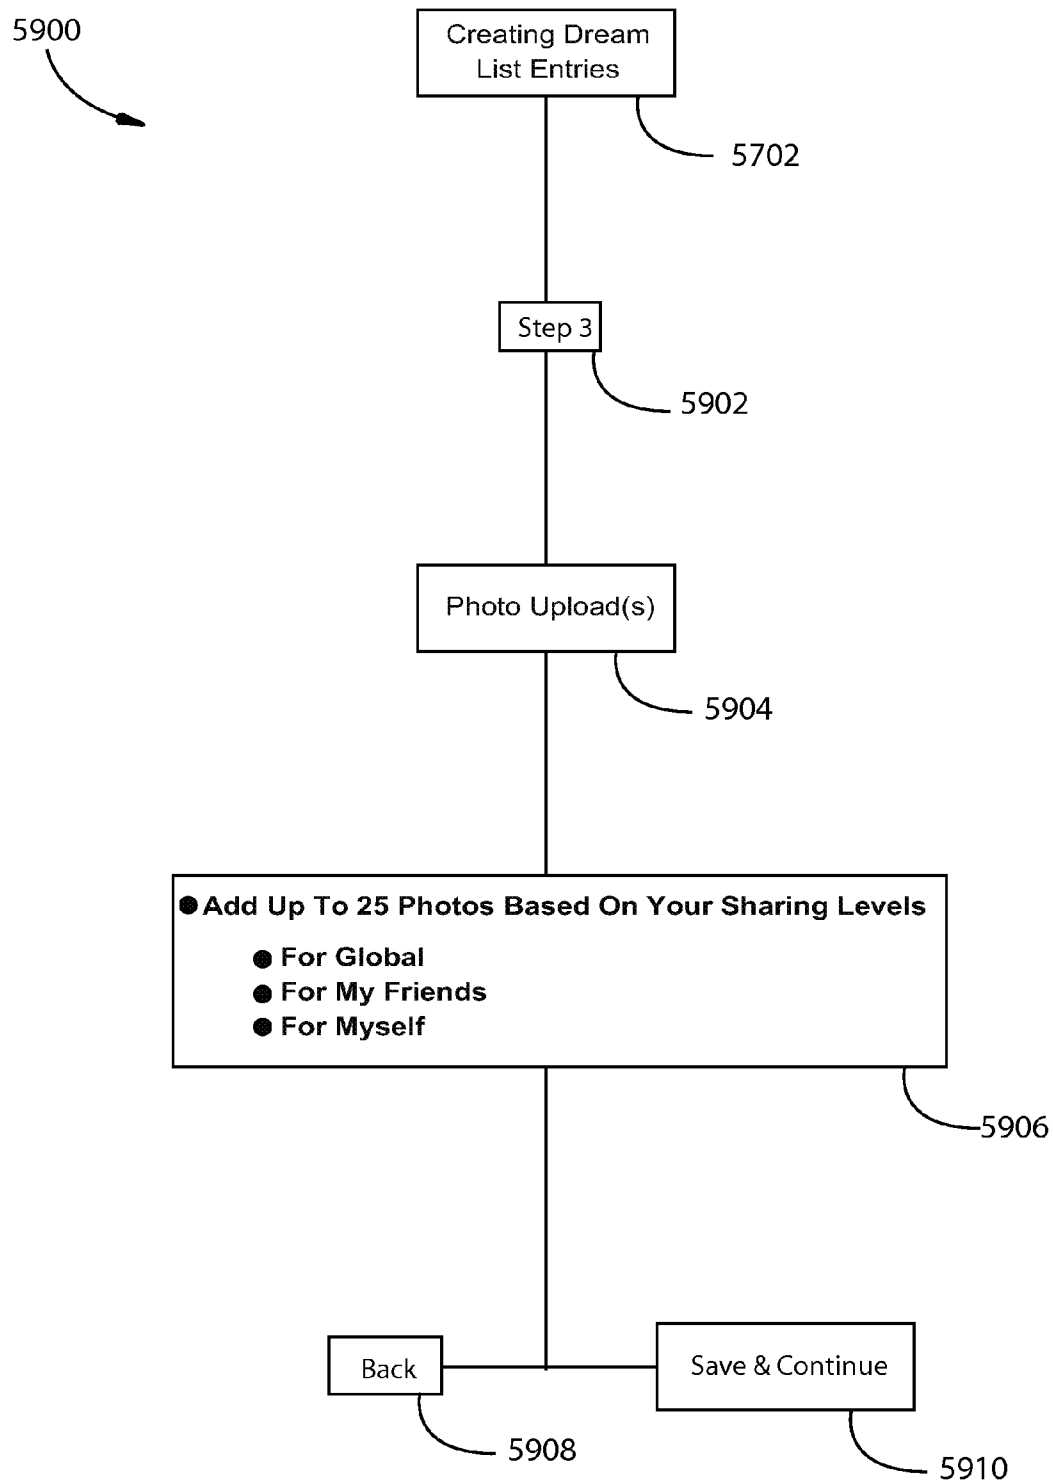 5900
Creating Dream
List Entries
5702
Step 3
5902
Photo Upload(s)
5904
● Add Up To 25 Photos Based On Your Sharing Levels
● For Global
● For My Friends
● For Myself
5906
Back
Save & Continue
5908
5910